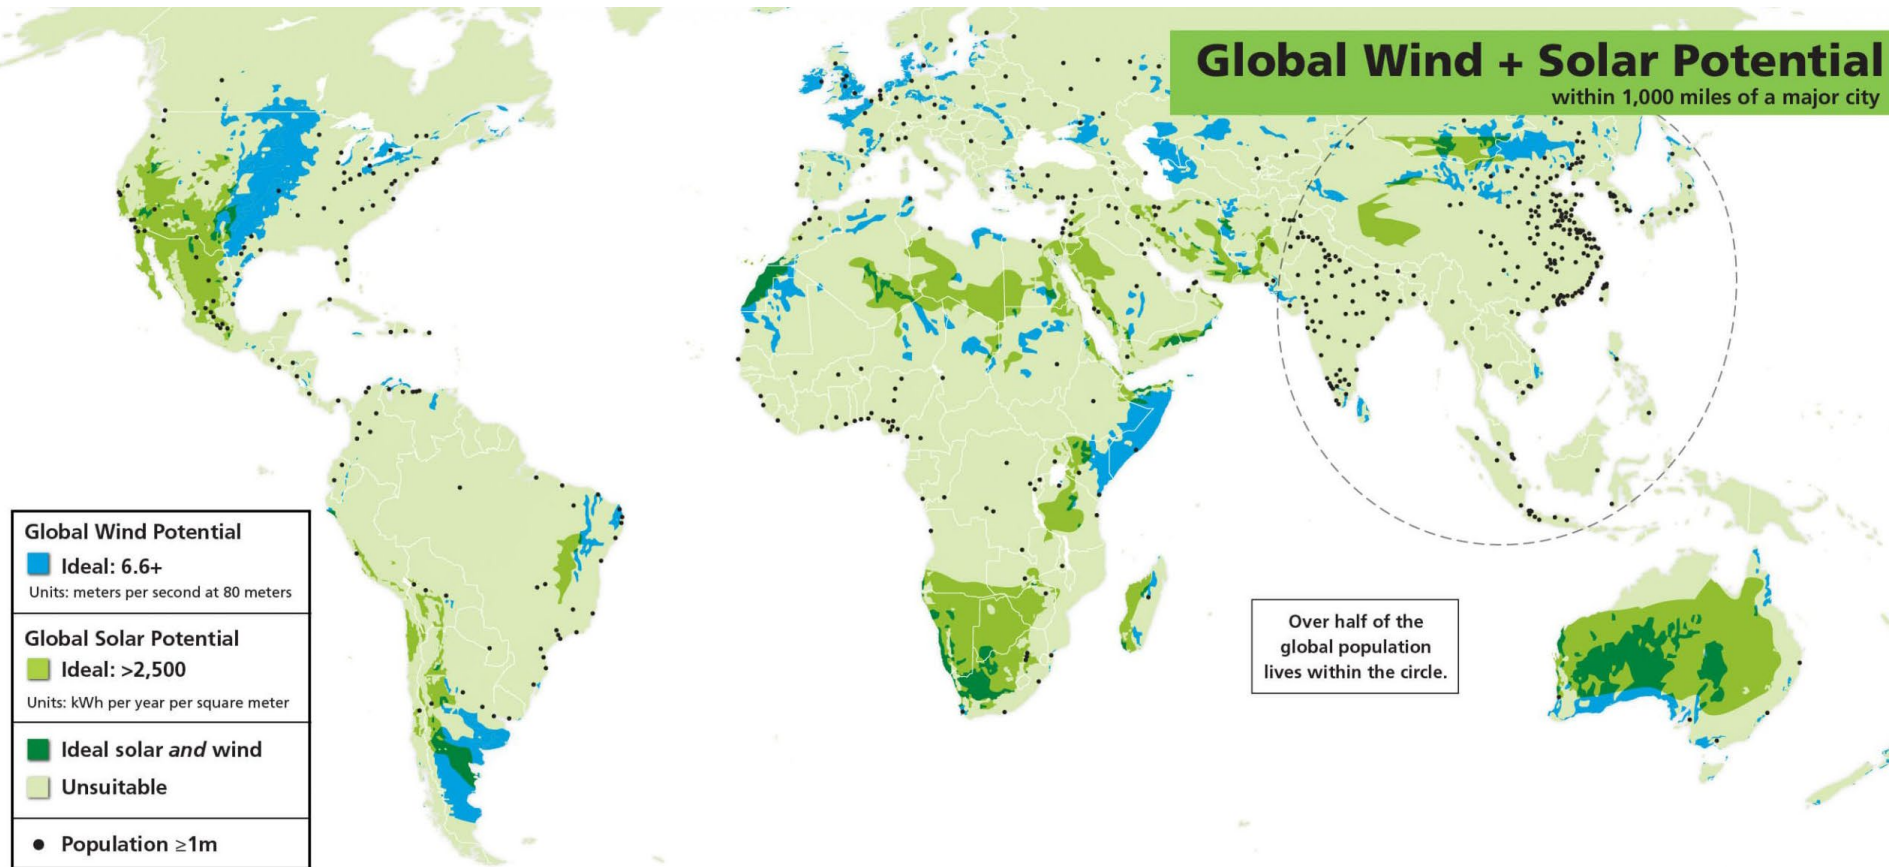 Global Wind + Solar Potential
within 1,000 miles of a major city
Global Wind Potential
Ideal: 6.6+
Units: meters per second at 80 meters
Global Solar Potential
Ideal: >2,500
Units: kWh per year per square meter
Ideal solar and wind
Unsuitable
Population ≥1m
Over half of the
global population
lives within the circle.